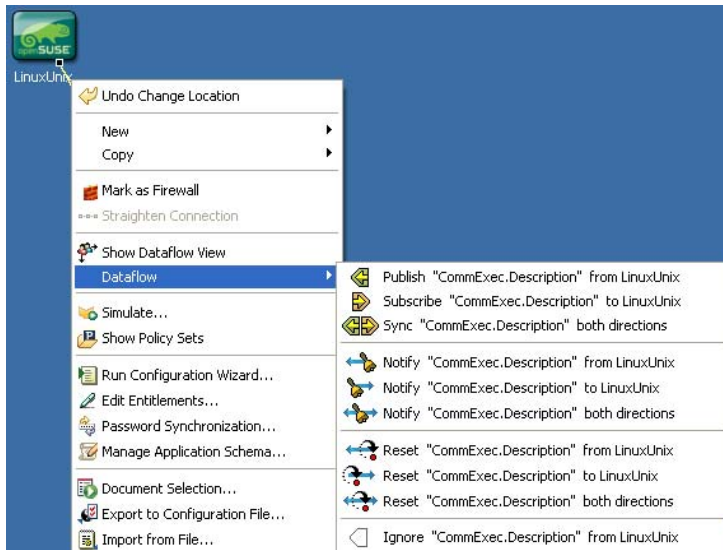 openSUSE
LinuxUnix
Undo Change Location
New
Copy
Mark as Firewall
Straighten Connection
Show Dataflow View
Dataflow
Simulate...
Show Policy Sets
Run Configuration Wizard...
Edit Entitlements...
Password Synchronization...
Manage Application Schema...
Document Selection...
Export to Configuration File...
Import from File...
Publish "CommExec.Description" from LinuxUnix
Subscribe "CommExec.Description" to LinuxUnix
Sync "CommExec.Description" both directions
Notify "CommExec.Description" from LinuxUnix
Notify "CommExec.Description" to LinuxUnix
Notify "CommExec.Description" both directions
Reset "CommExec.Description" from LinuxUnix
Reset "CommExec.Description" to LinuxUnix
Reset "CommExec.Description" both directions
Ignore "CommExec.Description" from LinuxUnix